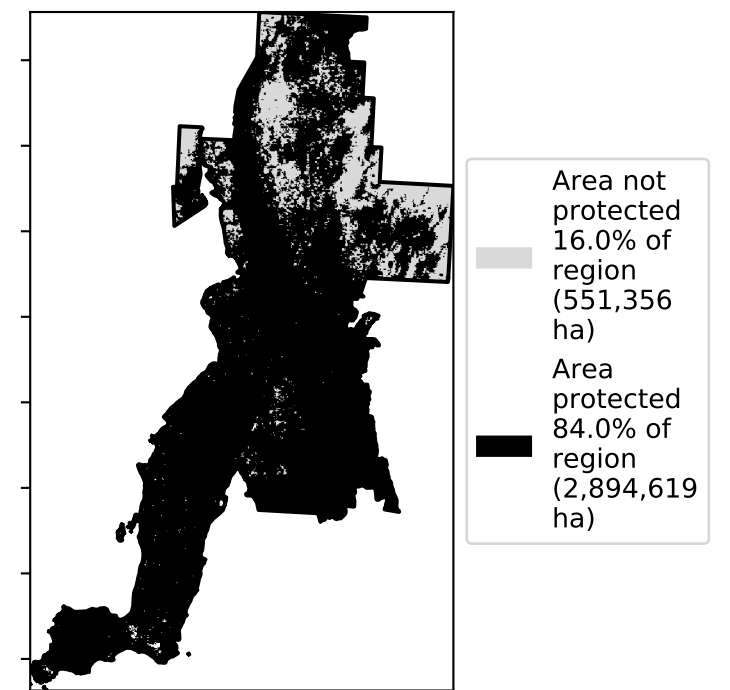 Area not
protected
16.0% of
region
(551,356
ha)
Area
protected
84.0% of
region
(2,894,619
ha)